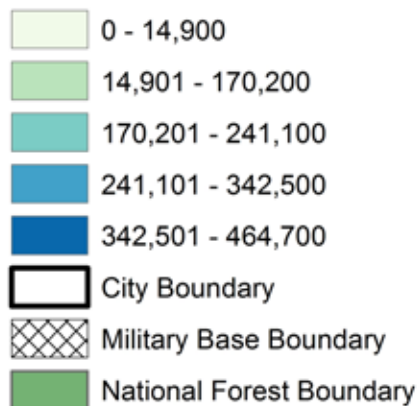 0 - 14,900
14,901 - 170,200
170,201 - 241,100
241,101 - 342,500
342,501 - 464,700
City Boundary
Military Base Boundary
National Forest Boundary